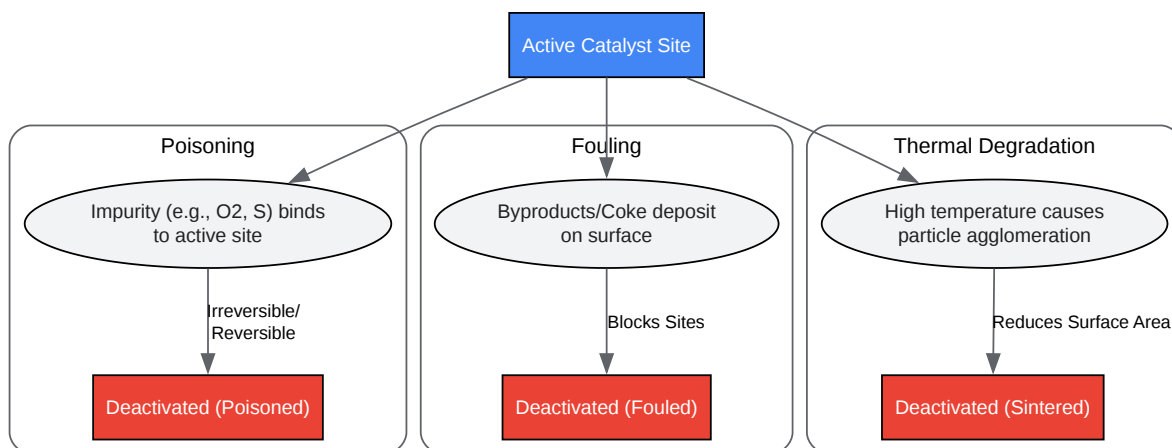 Active Catalyst Site
Poisoning
Fouling
Thermal Degradation
Impurity (e.g., O2, S) binds
to active site
Byproducts/Coke deposit
on surface
High temperature causes
particle agglomeration
Irreversible/
Reversible
Blocks Sites
Reduces Surface Area
Deactivated (Poisoned)
Deactivated (Fouled)
Deactivated (Sintered)